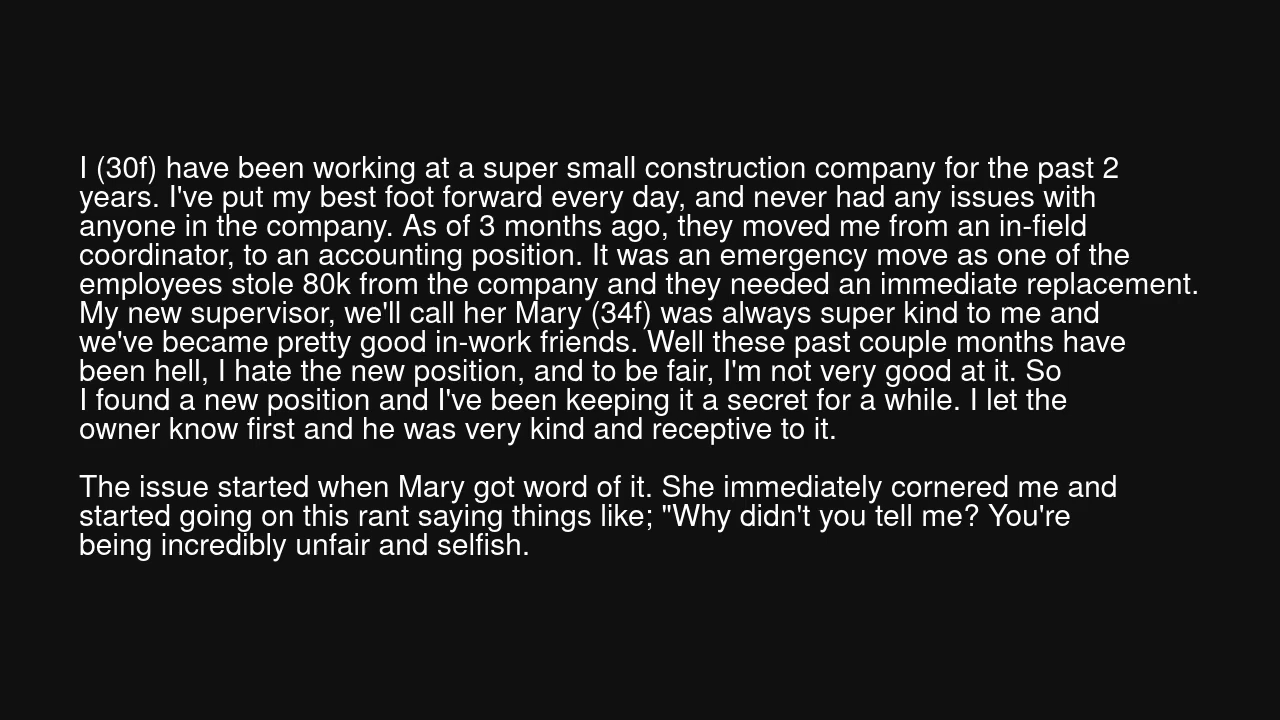 I (30f) have been working at a super small construction company for the past 2
years. I've put my best foot forward every day, and never had any issues with
anyone in the company. As of 3 months ago, they moved me from an in-field
coordinator, to an accounting position. It was an emergency move as one of the
employees stole 80k from the company and they needed an immediate replacement.
My new supervisor, we'll call her Mary (34f) was always super kind to me and
we've became pretty good in-work friends. Well these past couple months have
been hell, I hate the new position, and to be fair, I'm not very good at it. So
I found a new position and I've been keeping it a secret for a while. I let the
owner know first and he was very kind and receptive to it.

The issue started when Mary got word of it. She immediately cornered me and
started going on this rant saying things like; "Why didn't you tell me? You're
being incredibly unfair and selfish.